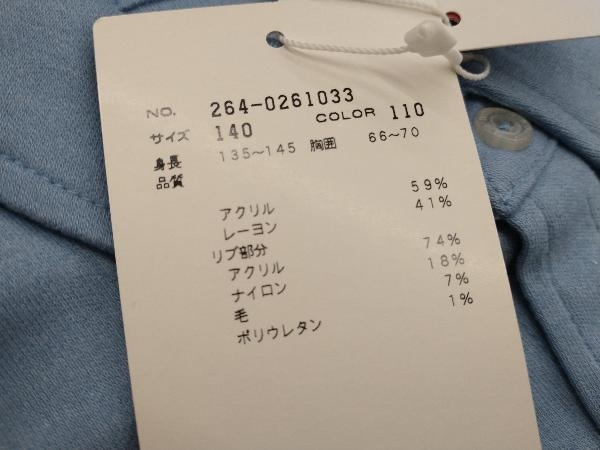 NO. 264-0261033
サイズ 140 COLOR 110
身長 135〜145 胸囲 66〜70
品質
アクリル 59%
レーヨン 41%
リブ部分
アクリル 74%
ナイロン 18%
毛 7%
ポリウレタン 1%